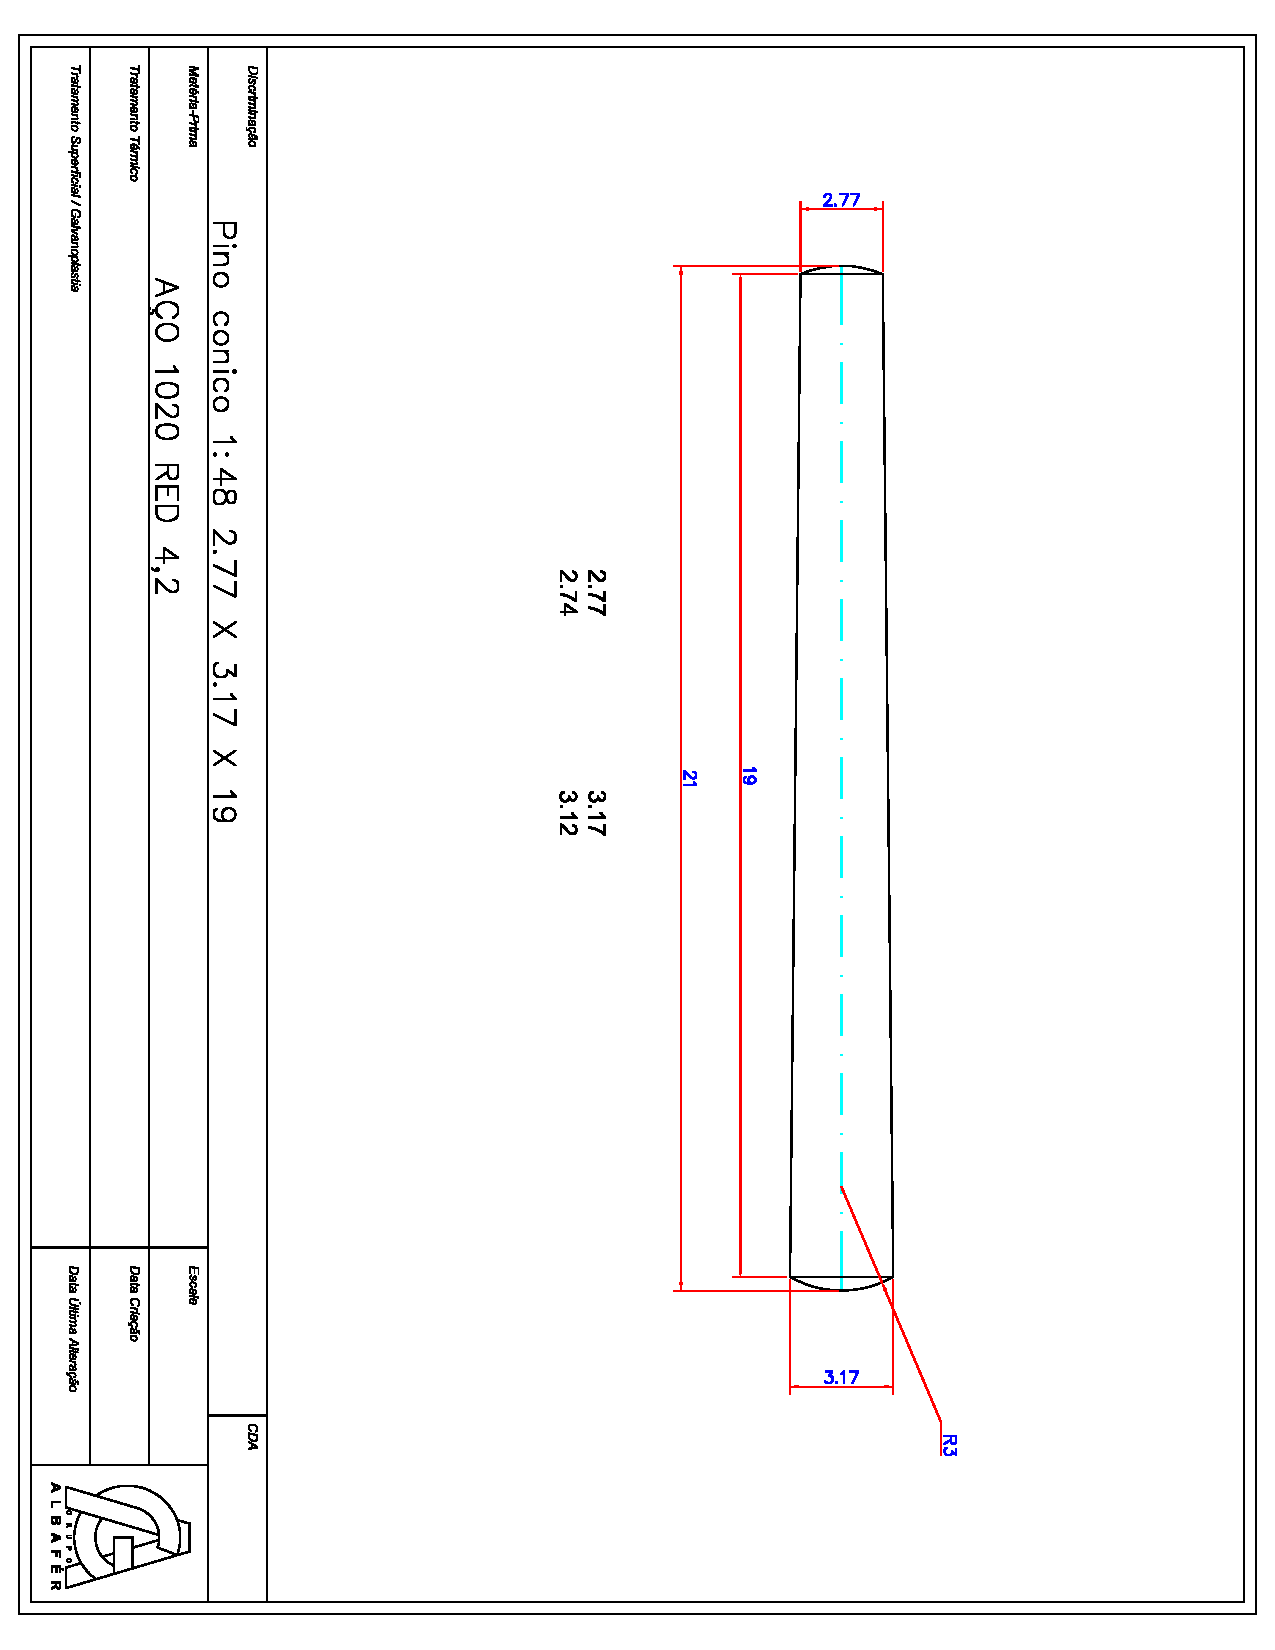 2.77
19
21
3.17
R3
2.77 3.17
2.74 3.12
Discriminação
Pino conico 1:48 2.77 X 3.17 X 19
CDA
Matéria-Prima
AÇO 1020 RED 4,2
Escala
Tratamento Térmico
Data Criação
Tratamento Superficial / Galvanoplastia
Data Última Alteração
GRUPO
ALBAFÉR